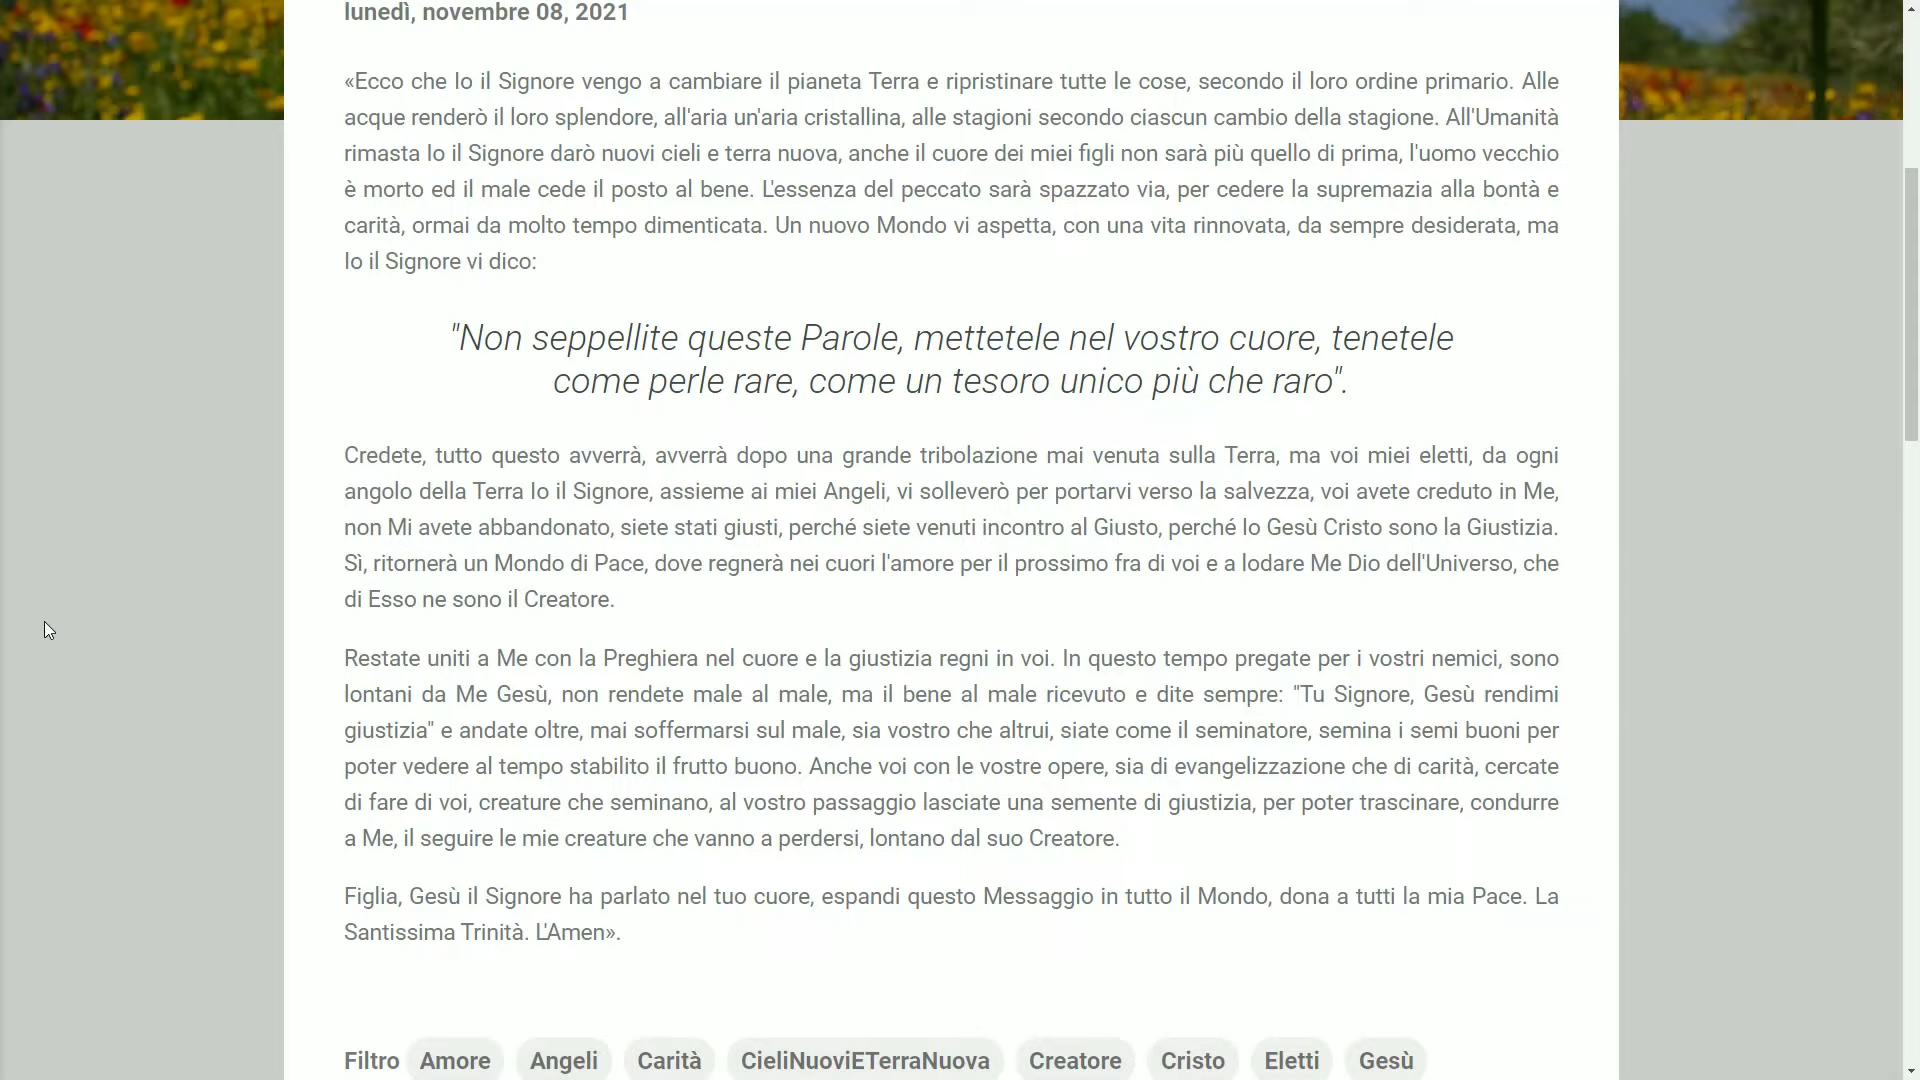 lunedì, novembre 08, 2021
«Ecco che Io il Signore vengo a cambiare il pianeta Terra e ripristinare tutte le cose, secondo il loro ordine primario. Alle
acque renderò il loro splendore, all'aria un'aria cristallina, alle stagioni secondo ciascun cambio della stagione. All'Umanità
rimasta Io il Signore darò nuovi cieli e terra nuova, anche il cuore dei miei figli non sarà più quello di prima, l'uomo vecchio
è morto ed il male cede il posto al bene. L'essenza del peccato sarà spazzato via, per cedere la supremazia alla bontà e
carità, ormai da molto tempo dimenticata. Un nuovo Mondo vi aspetta, con una vita rinnovata, da sempre desiderata, ma
Io il Signore vi dico:
"Non seppellite queste Parole, mettetele nel vostro cuore, tenetele
come perle rare, come un tesoro unico più che raro".
Credete, tutto questo avverrà, avverrà dopo una grande tribolazione mai venuta sulla Terra, ma voi miei eletti, da ogni
angolo della Terra Io il Signore, assieme ai miei Angeli, vi solleverò per portarvi verso la salvezza, voi avete creduto in Me,
non Mi avete abbandonato, siete stati giusti, perché siete venuti incontro al Giusto, perché Io Gesù Cristo sono la Giustizia.
Sì, ritornerà un Mondo di Pace, dove regnerà nei cuori l'amore per il prossimo fra di voi e a lodare Me Dio dell'Universo, che
di Esso ne sono il Creatore.
Restate uniti a Me con la Preghiera nel cuore e la giustizia regni in voi. In questo tempo pregate per i vostri nemici, sono
lontani da Me Gesù, non rendete male al male, ma il bene al male ricevuto e dite sempre: "Tu Signore, Gesù rendimi
giustizia" e andate oltre, mai soffermarsi sul male, sia vostro che altrui, siate come il seminatore, semina i semi buoni per
poter vedere al tempo stabilito il frutto buono. Anche voi con le vostre opere, sia di evangelizzazione che di carità, cercate
di fare di voi, creature che seminano, al vostro passaggio lasciate una semente di giustizia, per poter trascinare, condurre
a Me, il seguire le mie creature che vanno a perdersi, lontano dal suo Creatore.
Figlia, Gesù il Signore ha parlato nel tuo cuore, espandi questo Messaggio in tutto il Mondo, dona a tutti la mia Pace. La
Santissima Trinità. L'Amen».
Filtro Amore Angeli Carità CieliNuoviETerraNuova Creatore Cristo Eletti Gesù